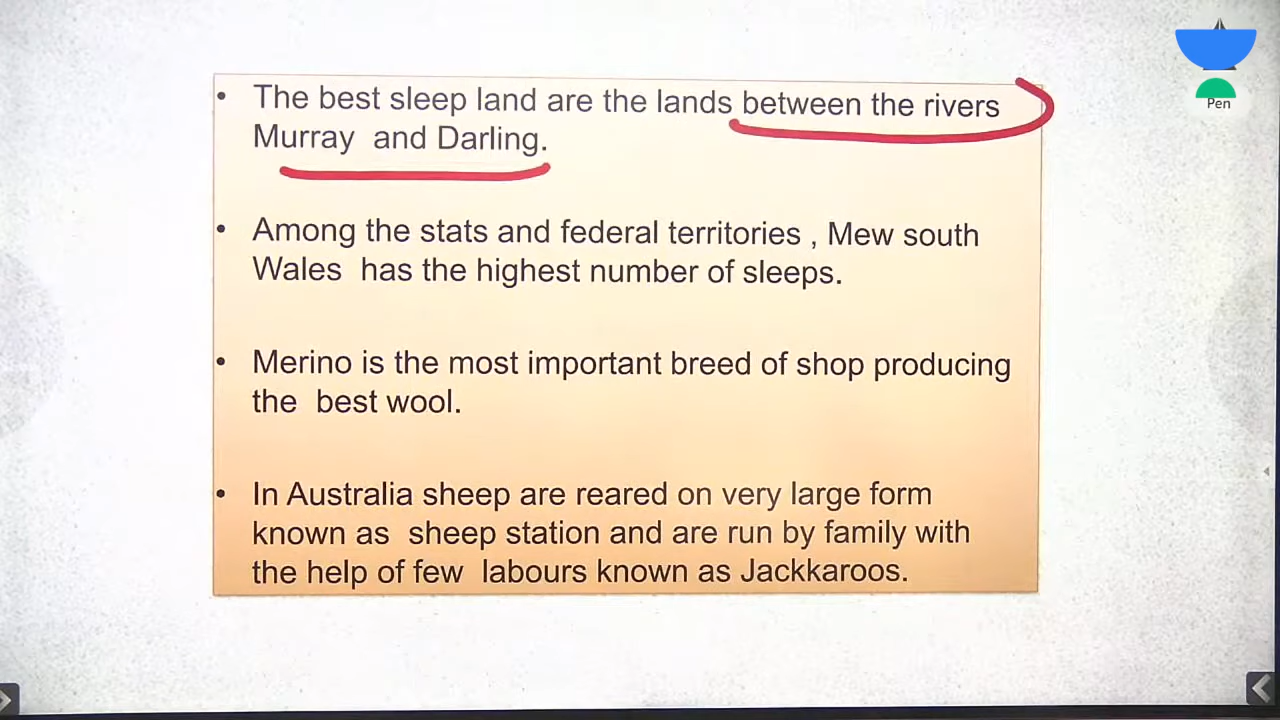 • The best sleep land are the lands between the rivers
Murray and Darling.
• Among the stats and federal territories , Mew south
Wales has the highest number of sleeps.
• Merino is the most important breed of shop producing
the best wool.
• In Australia sheep are reared on very large form
known as sheep station and are run by family with
the help of few labours known as Jackkaroos.
Pen